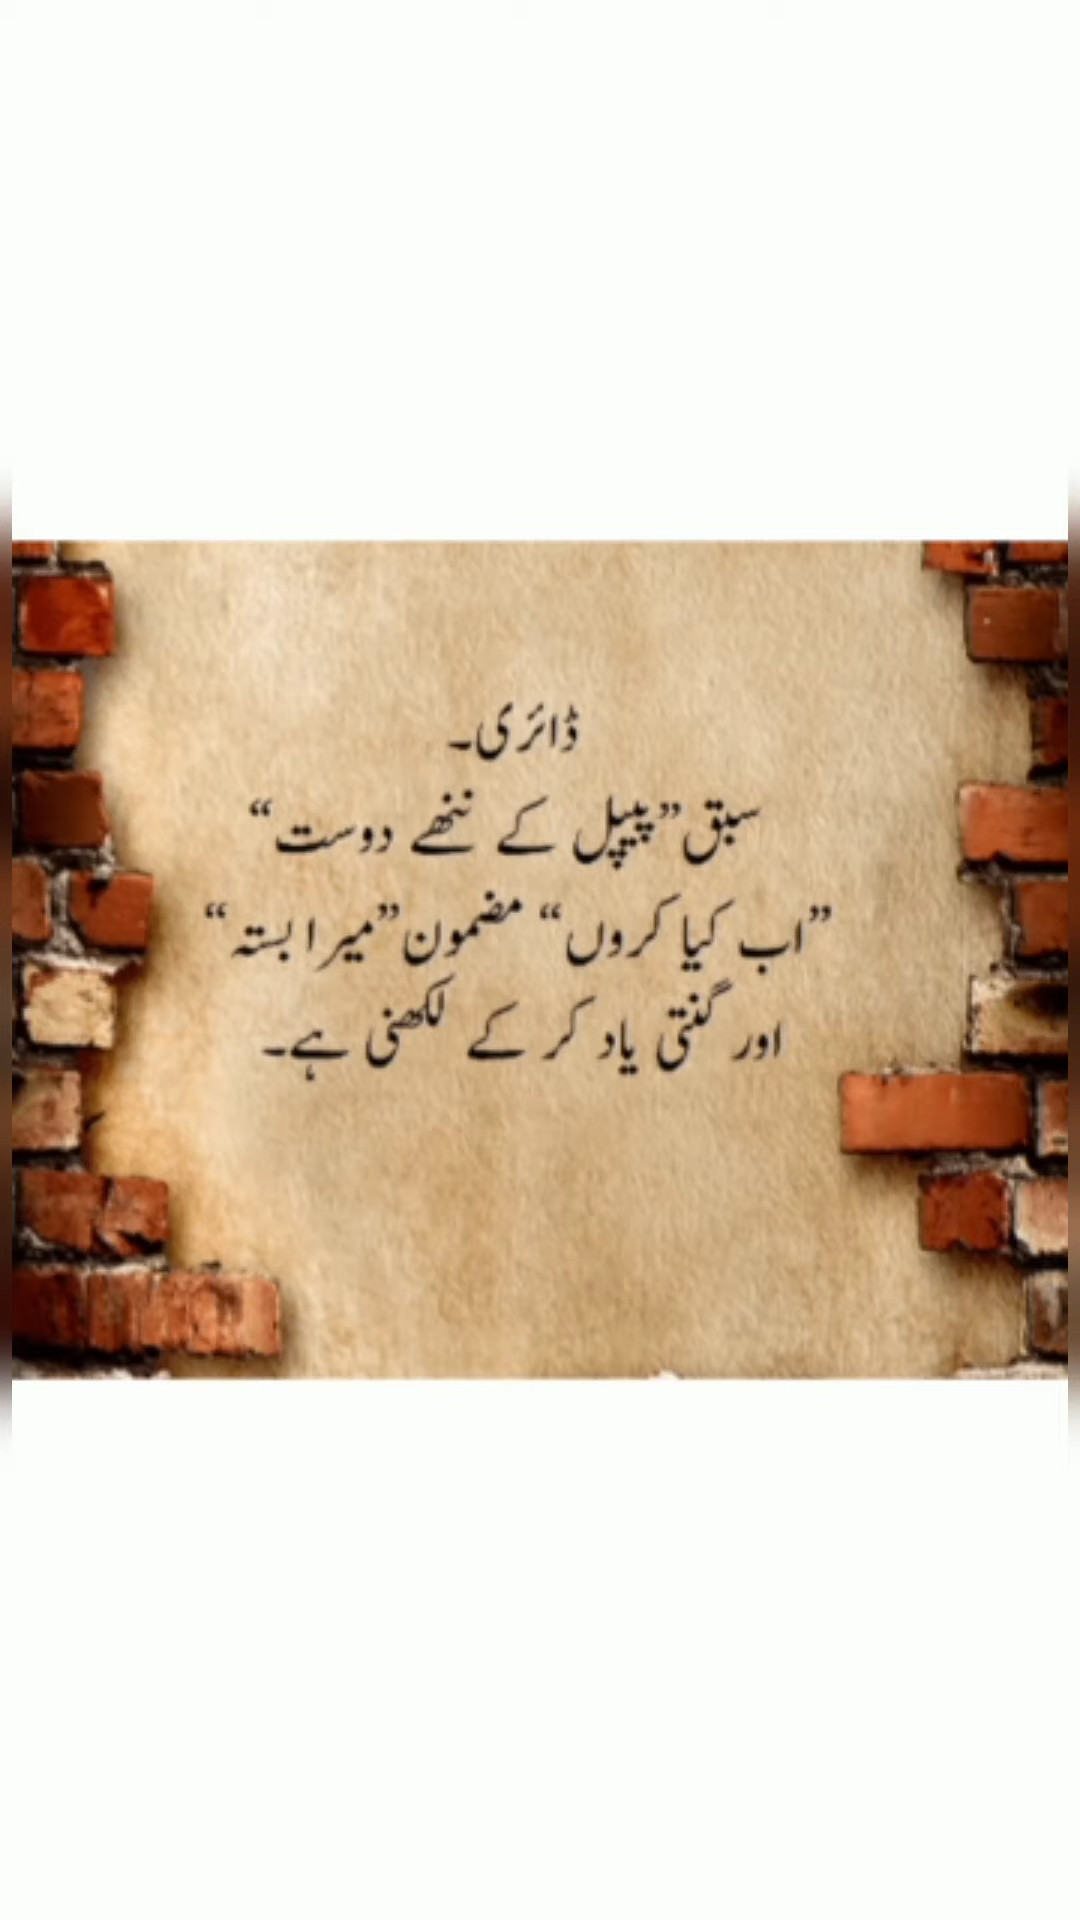 ڈائری۔
سبق”پیپل کے ننھے دوست“
”اب کیا کروں“ مضمون”میرا بستہ“
اور گنتی یاد کر کے لکھنی ہے۔